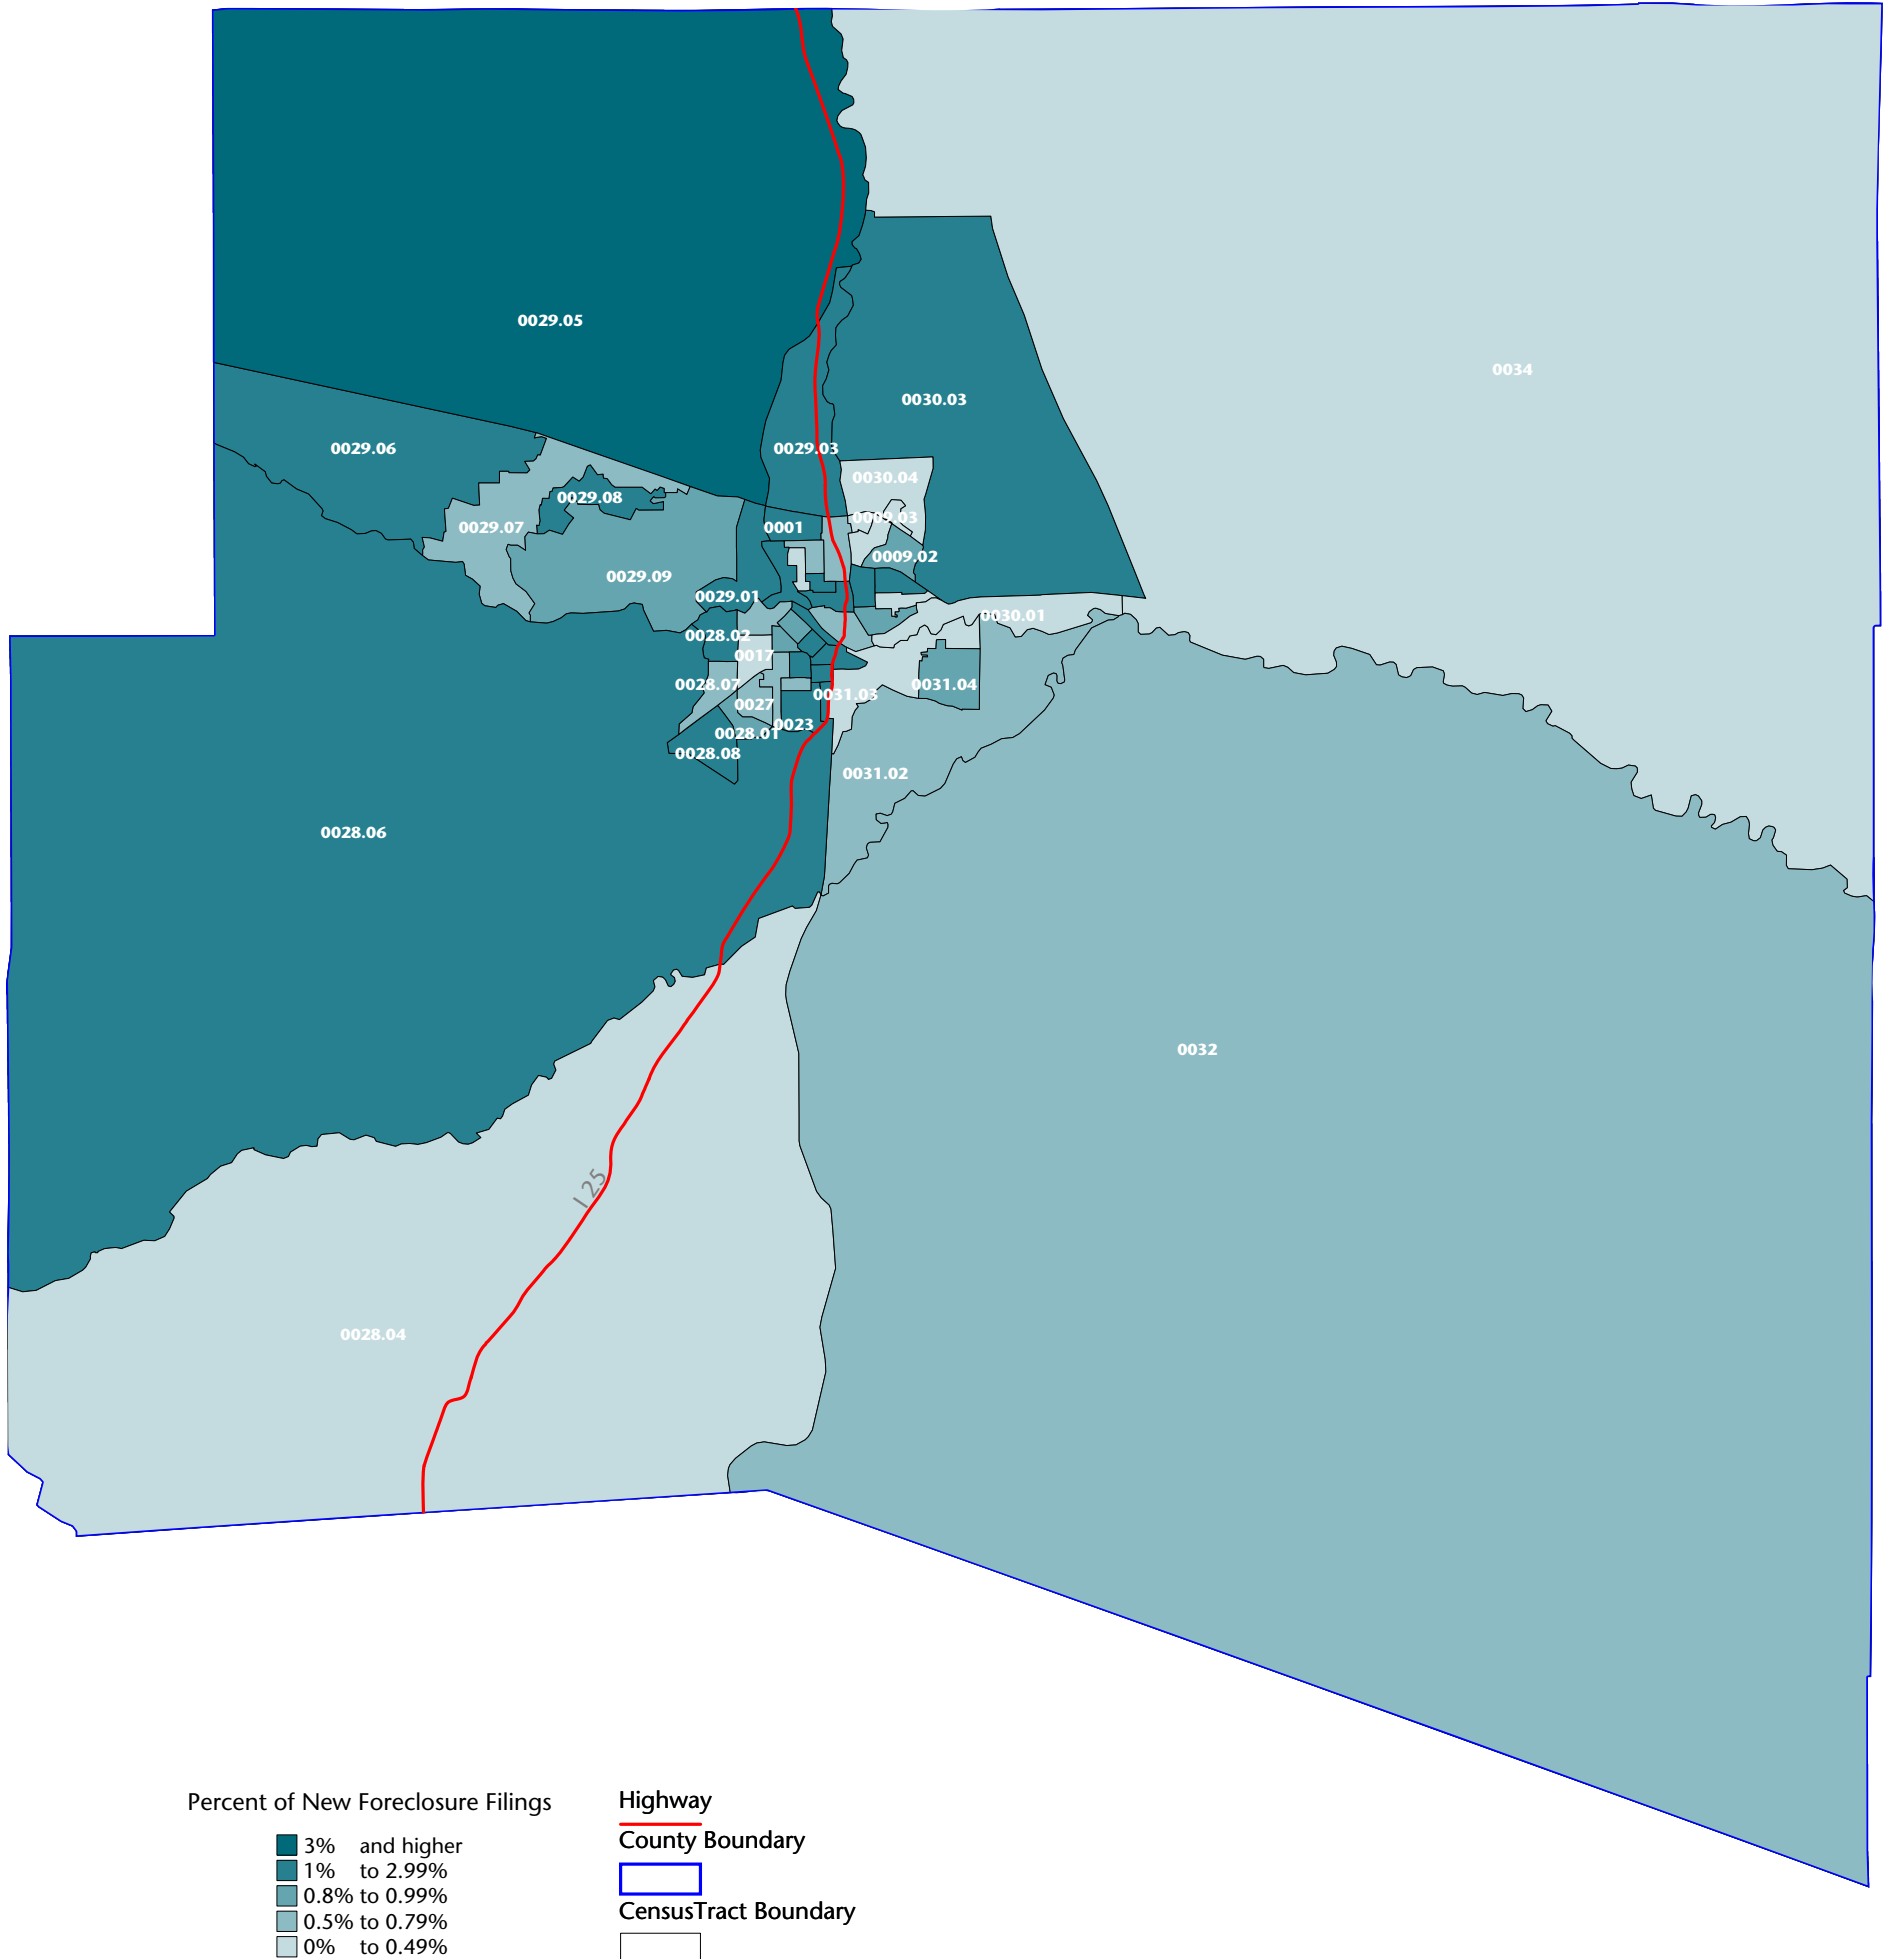 0029.05
0034
0030.03
0029.06
0029.03
0030.04
0029.08
0009.03
0029.07
0001
0009.02
0029.09
0029.01
0030.01
0028.02
0017
0028.07
0031.04
0031.03
0027
0023
0028.01
0028.08
0031.02
0028.06
0032
I 25
0028.04
Percent of New Foreclosure Filings
3% and higher
1% to 2.99%
0.8% to 0.99%
0.5% to 0.79%
0% to 0.49%
Highway
County Boundary
CensusTract Boundary